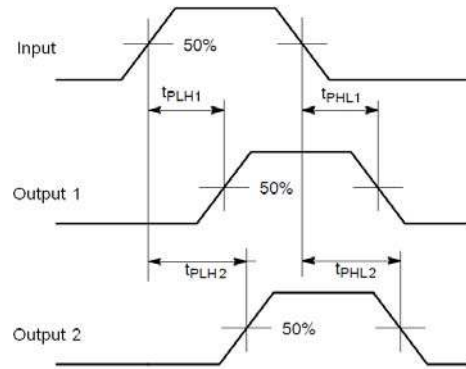 Input
50%
tPLH1
tPHL1
Output 1
50%
tPLH2
tPHL2
Output 2
50%